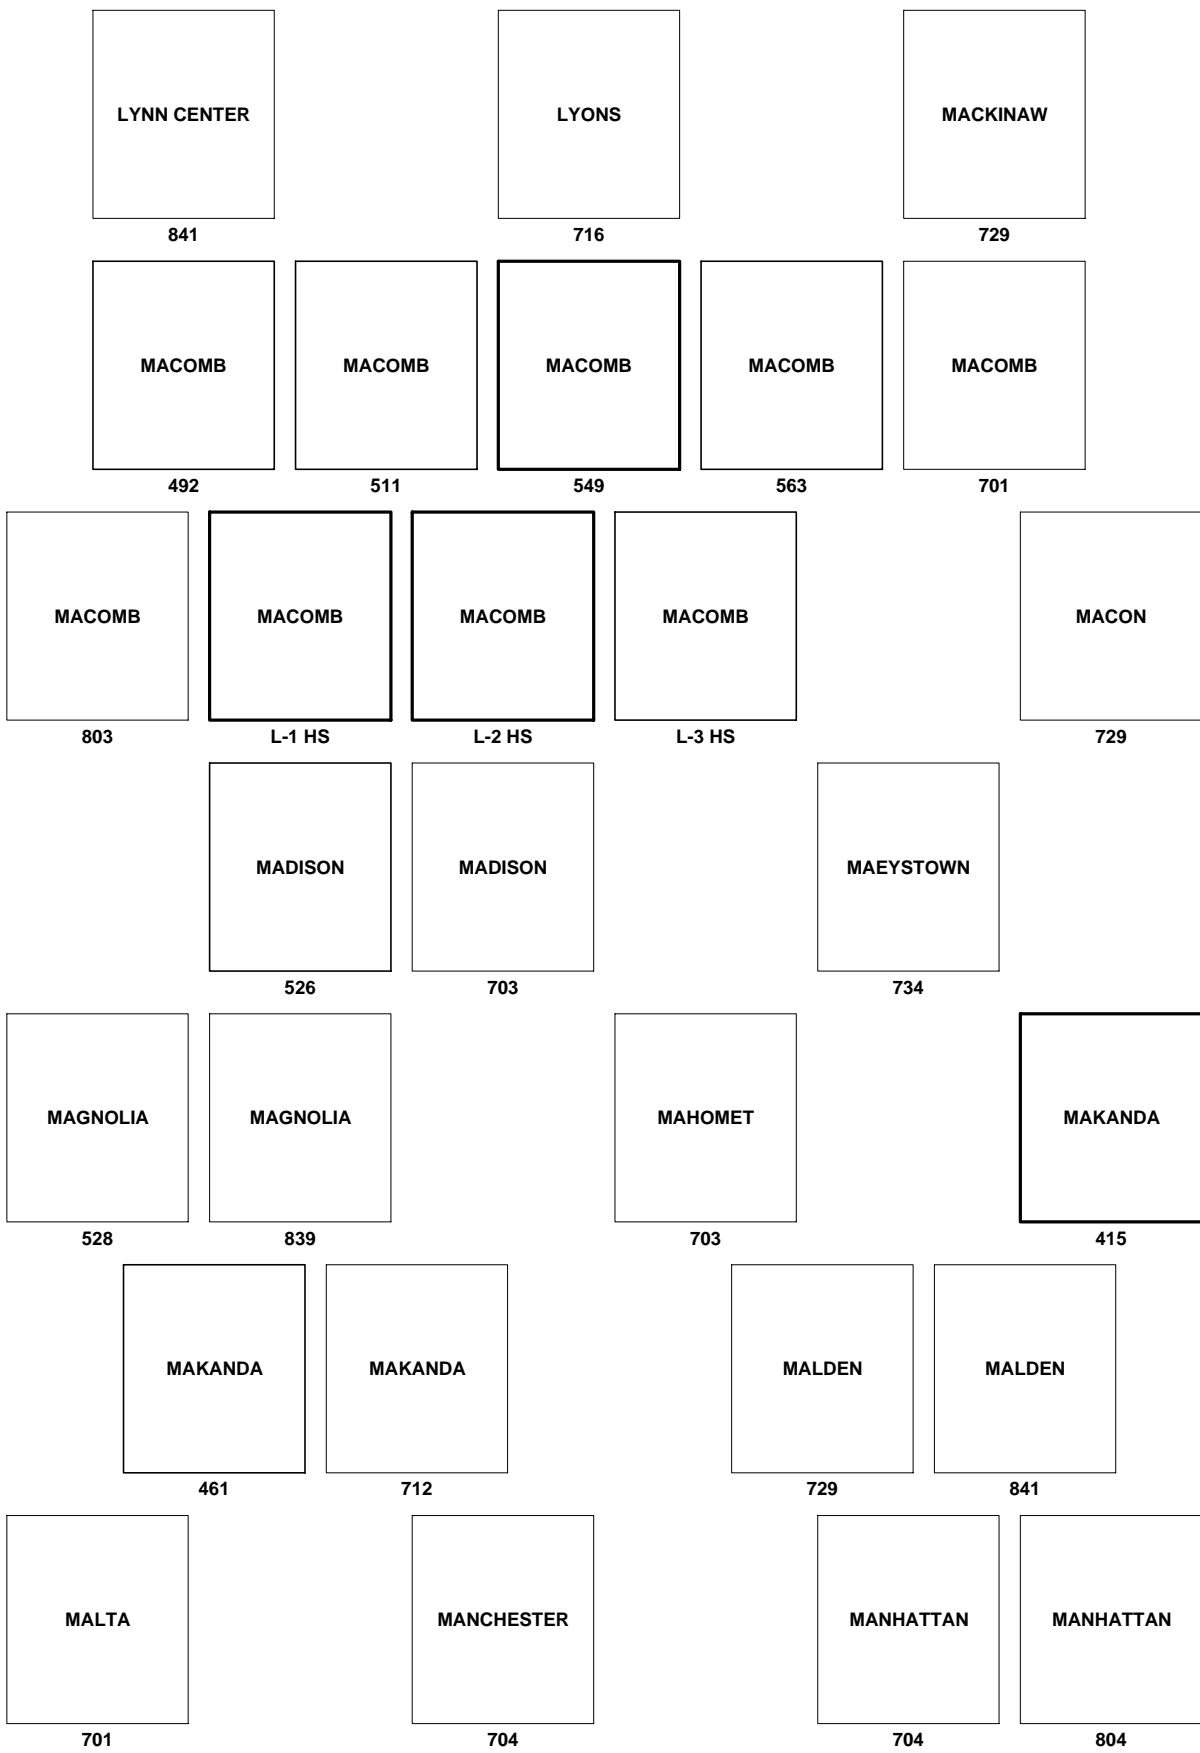 LYNN CENTER LYONS MACKINAW
841 716 729
MACOMB MACOMB MACOMB MACOMB MACOMB
492 511 549 563 701
MACOMB MACOMB MACOMB MACOMB MACON
803 L-1 HS L-2 HS L-3 HS 729
MADISON MADISON MAEYSTOWN
526 703 734
MAGNOLIA MAGNOLIA MAHOMET MAKANDA
528 839 703 415
MAKANDA MAKANDA MALDEN MALDEN
461 712 729 841
MALTA MANCHESTER MANHATTAN MANHATTAN
701 704 704 804